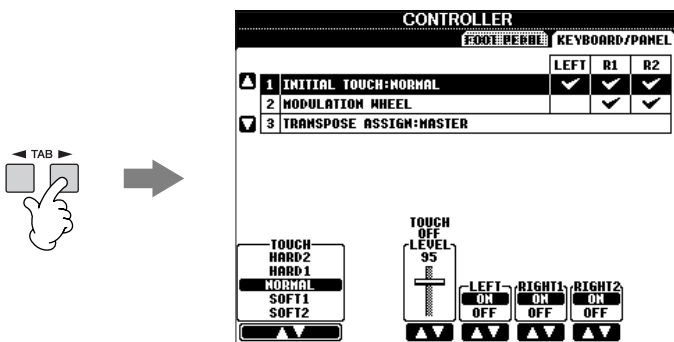 CONTROLLER
FOOT PEDAL KEYBOARD/PANEL
LEFT R1 R2
1 INITIAL TOUCH:NORMAL
2 MODULATION WHEEL
3 TRANSPOSE ASSIGN:MASTER
TAB
TOUCH
HARD2
HARD1
NORMAL
SOFT1
SOFT2
TOUCH
OFF
LEVEL
95
LEFT
ON
OFF
RIGHT1
ON
OFF
RIGHT2
ON
OFF